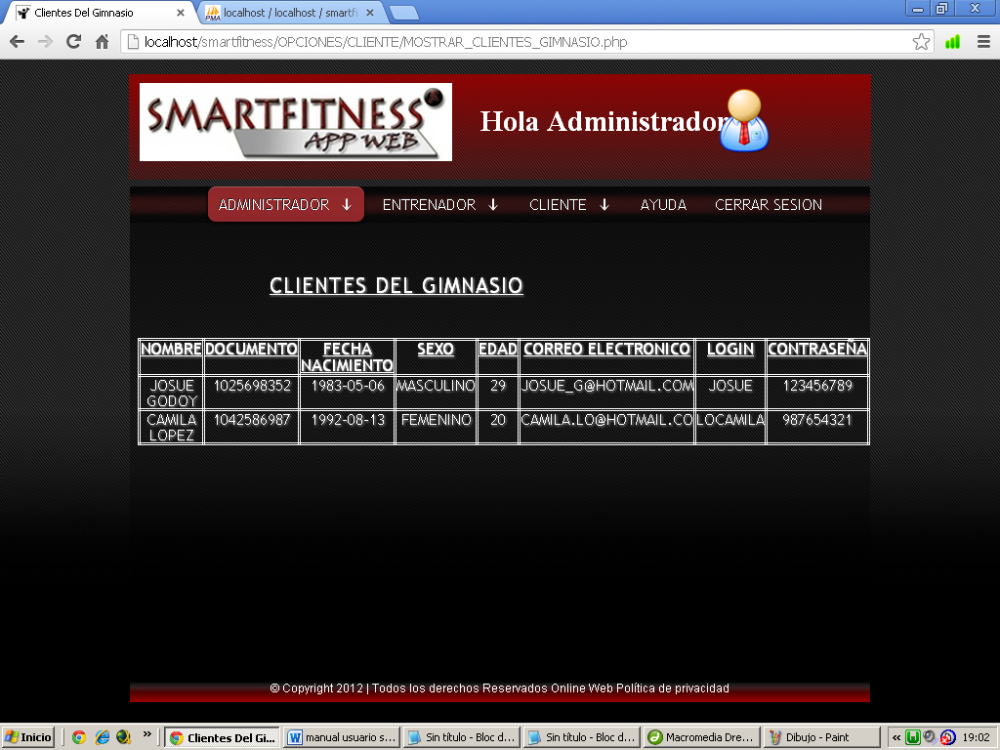 Clientes Del Gimnasio
localhost / localhost / smartfi
localhost/smartfitness/OPCIONES/CLIENTE/MOSTRAR_CLIENTES_GIMNASIO.php
SMARTFITNESS
APP WEB
Hola Administrador
ADMINISTRADOR ↓ ENTRENADOR ↓ CLIENTE ↓ AYUDA CERRAR SESION
CLIENTES DEL GIMNASIO
NOMBRE DOCUMENTO FECHA NACIMIENTO SEXO EDAD CORREO ELECTRONICO LOGIN CONTRASEÑA
JOSUE GODOY 1025698352 1983-05-06 MASCULINO 29 JOSUE_G@HOTMAIL.COM JOSUE 123456789
CAMILA LOPEZ 1042586987 1992-08-13 FEMENINO 20 CAMILA.LO@HOTMAIL.CO LOCAMILA 987654321
© Copyright 2012 | Todos los derechos Reservados Online Web Política de privacidad
Inicio » Clientes Del Gi... manual usuario s... Sin título - Bloc d... Sin título - Bloc d... Macromedia Dre... Dibujo - Paint « 19:02